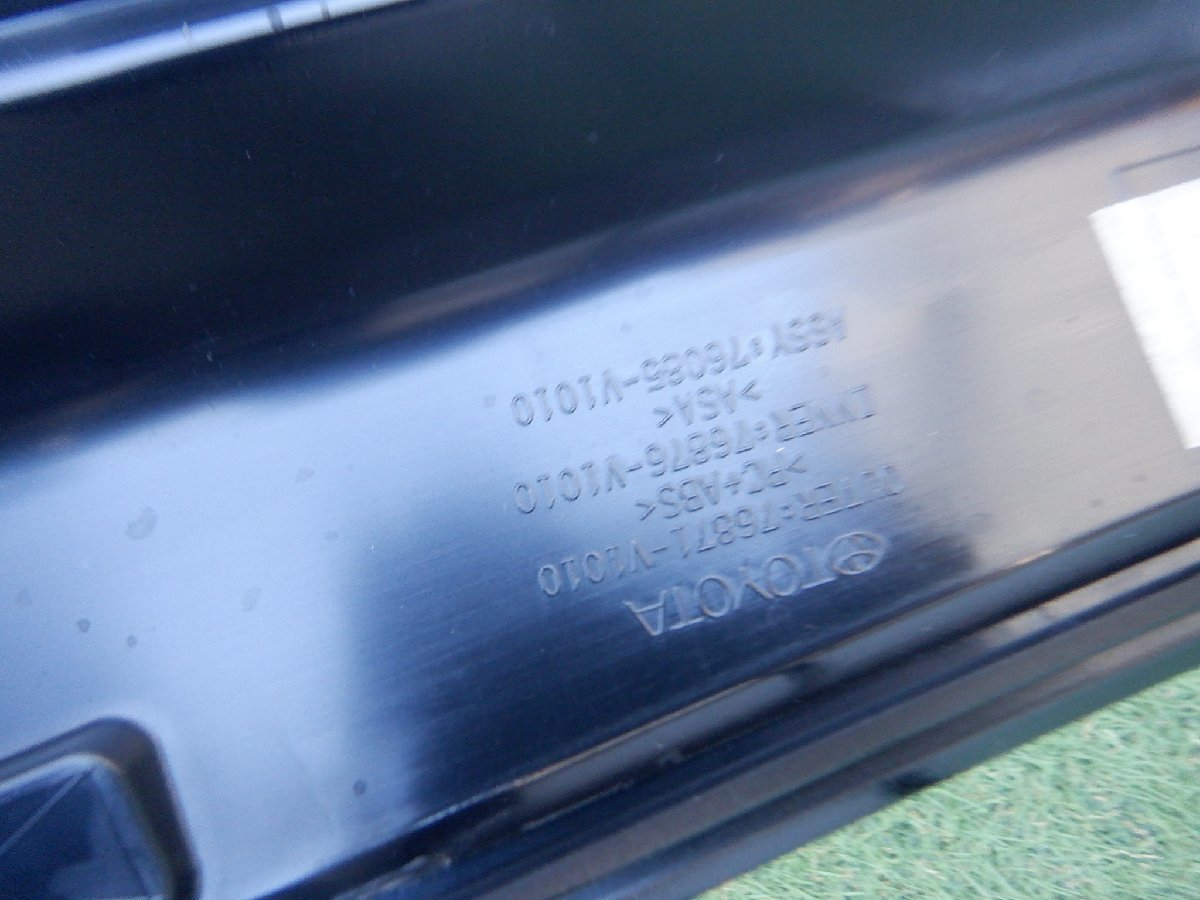 TOYOTA
OUTER:76871-V1010
>PC+ABS<
INNER:76876-V1010
>ASA<
ASSY:76085-V1010